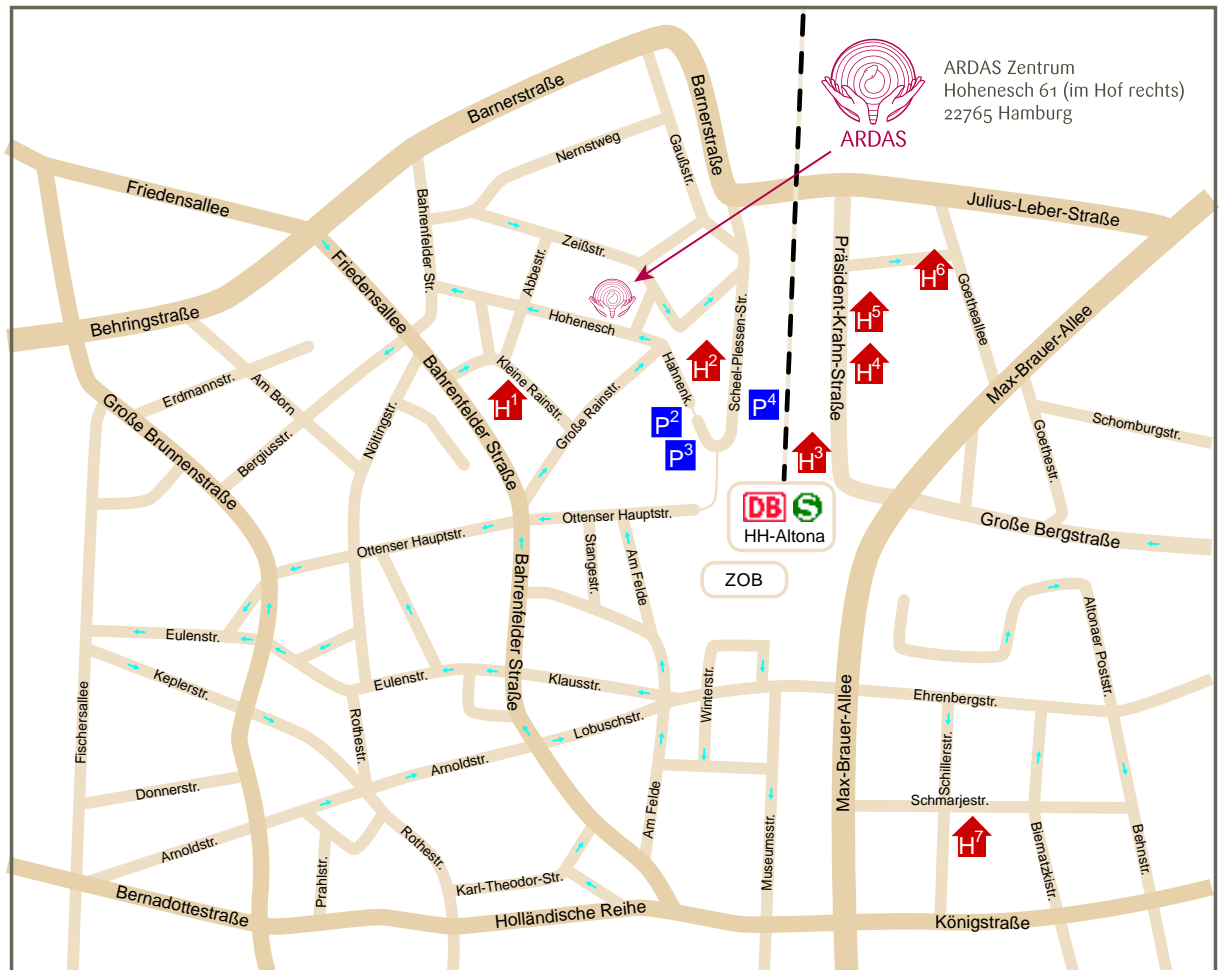 ARDAS Zentrum
Hohenesch 61 (im Hof rechts)
22765 Hamburg
ARDAS
Barnerstraße
Barnerstraße
Nernstweg
Gaußstr.
Friedensallee
Bahrenfelder Str.
Julius-Leber-Straße
Zeißstr.
Abbestr.
Friedensallee
Präsident-Krahn-Straße
H6
Goetheallee
Behringstraße
Hohenesch
H5
Scheel-Plessen-Str.
Max-Brauer-Allee
H2
H4
Hahnenk.
Bahrenfelder Straße
Kleine Rainstr.
H1
Erdmannstr.
Am Born
Große Brunnenstraße
Nöltingstr.
Große Rainstr.
P4
P2
P3
H3
Schomburgstr.
Bergiusstr.
Goethestr.
DB S
HH-Altona
Ottenser Hauptstr.
Ottenser Hauptstr.
Große Bergstraße
Stangestr.
Am Felde
ZOB
Bahrenfelder Straße
Eulenstr.
Altonaer Poststr.
Keplerstr.
Eulenstr.
Klausstr.
Winterstr.
Ehrenbergstr.
Fischersallee
Rothestr.
Lobuschstr.
Max-Brauer-Allee
Schillerstr.
Arnoldstr.
Donnerstr.
Schmarjestr.
Am Felde
H7
Arnoldstr.
Rothestr.
Museumsstr.
Biernatzkistr.
Behnstr.
Prahlstr.
Karl-Theodor-Str.
Bernadottestraße
Holländische Reihe
Königstraße